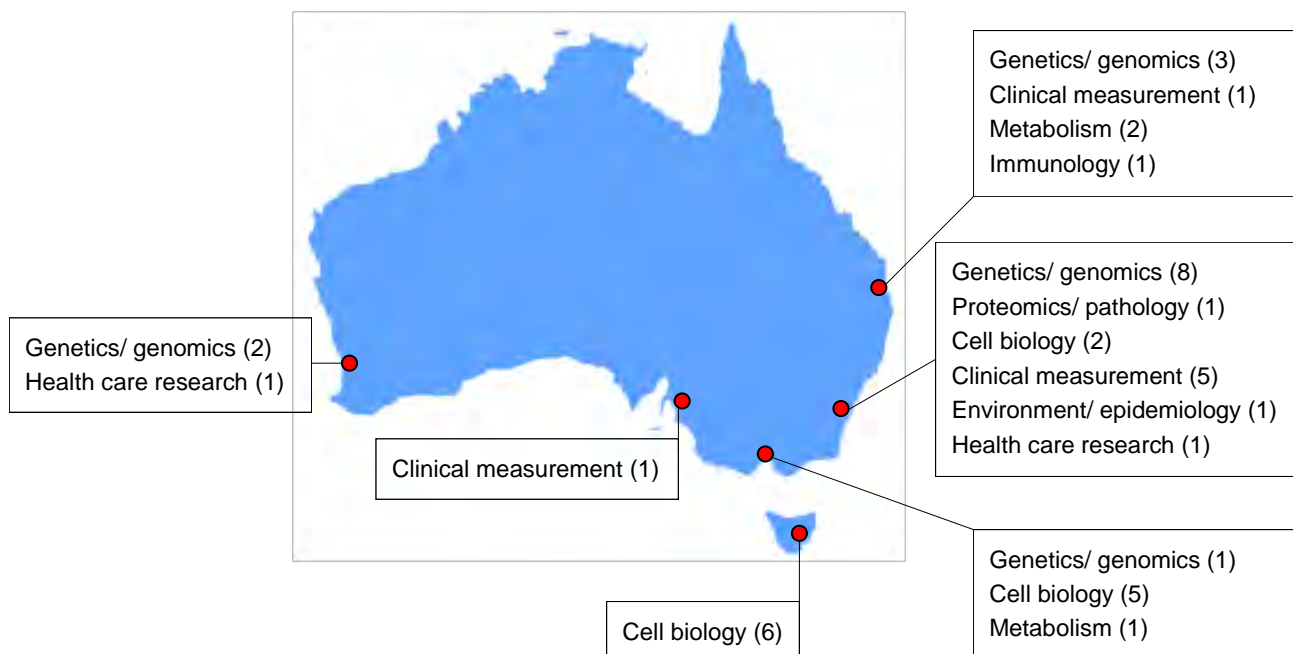 Genetics/ genomics (3)
Clinical measurement (1)
Metabolism (2)
Immunology (1)
Genetics/ genomics (8)
Proteomics/ pathology (1)
Cell biology (2)
Clinical measurement (5)
Environment/ epidemiology (1)
Health care research (1)
Genetics/ genomics (2)
Health care research (1)
Clinical measurement (1)
Genetics/ genomics (1)
Cell biology (5)
Metabolism (1)
Cell biology (6)